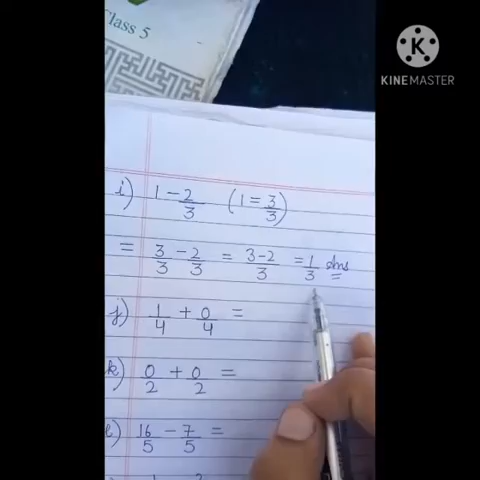 Class 5
K
KINEMASTER
i) 1 - 2/3 (1 = 3/3)
= 3/3 - 2/3 = 3-2/3 = 1/3 Ans
j) 1/4 + 0/4 =
k) 0/2 + 0/2 =
l) 16/5 - 7/5 =